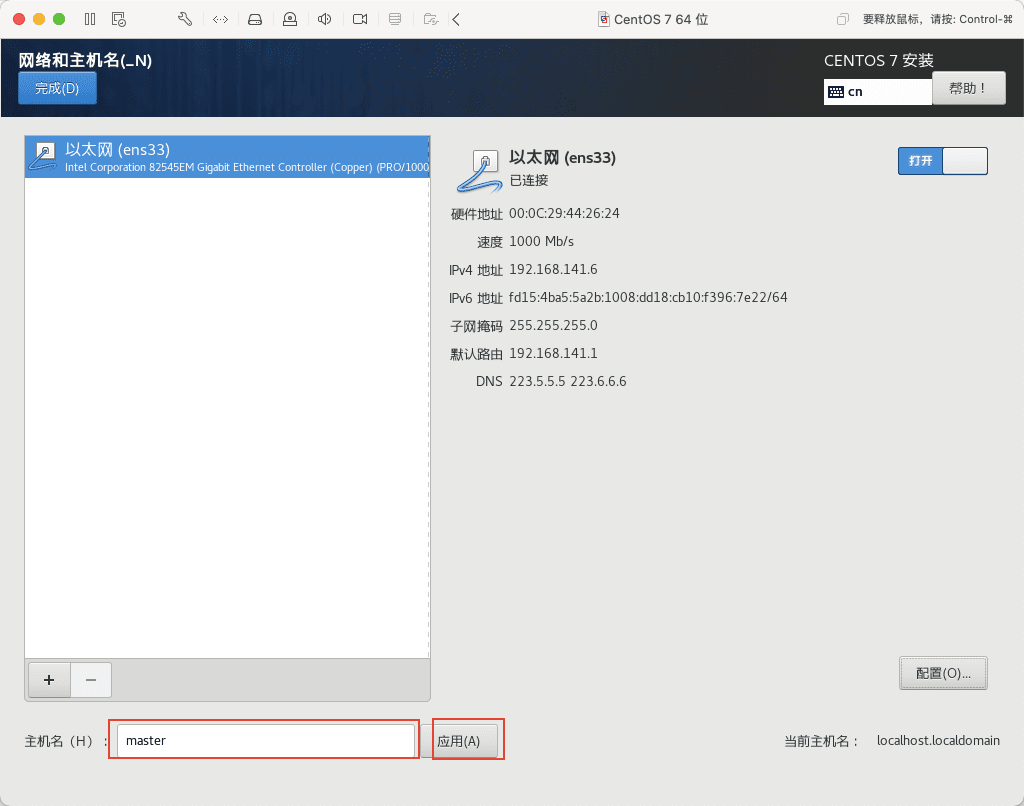 CentOS 7 64 位
要释放鼠标，请按: Control-⌘
网络和主机名(_N)
CENTOS 7 安装
完成(D)
cn
帮助！
以太网 (ens33)
Intel Corporation 82545EM Gigabit Ethernet Controller (Copper) (PRO/1000
以太网 (ens33)
已连接
打开
硬件地址 00:0C:29:44:26:24
速度 1000 Mb/s
IPv4 地址 192.168.141.6
IPv6 地址 fd15:4ba5:5a2b:1008:dd18:cb10:f396:7e22/64
子网掩码 255.255.255.0
默认路由 192.168.141.1
DNS 223.5.5.5 223.6.6.6
+ −
配置(O)...
主机名（H）： master 应用(A) 当前主机名： localhost.localdomain